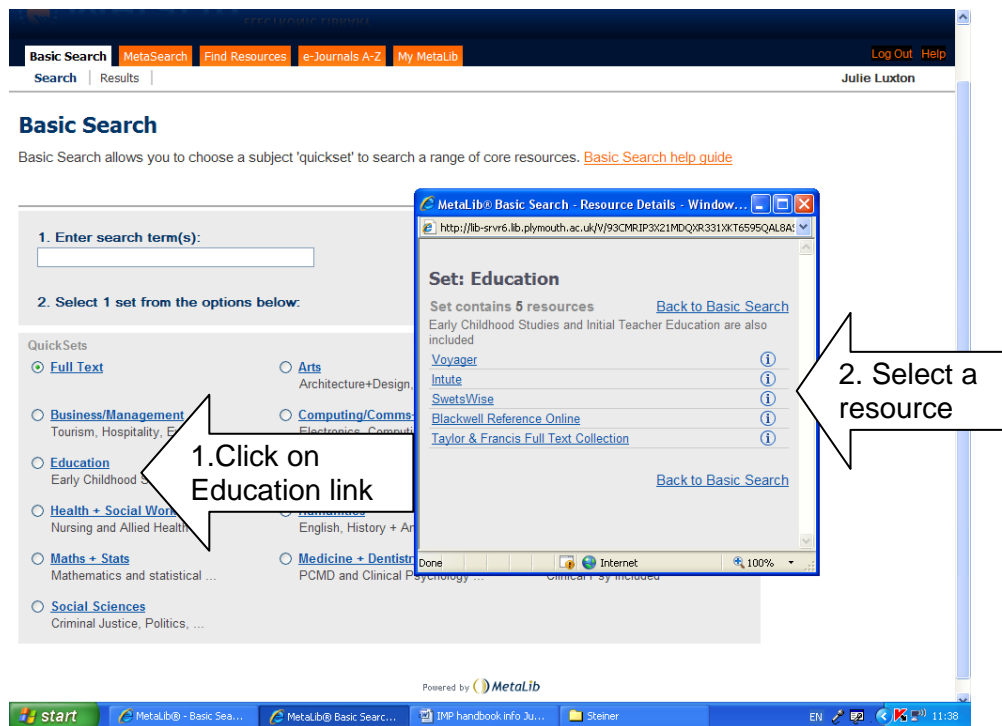 ELECTRONIC LIBRARY
Basic Search MetaSearch Find Resources e-Journals A-Z My MetaLib Log Out Help
Search Results Julie Luxton
Basic Search
Basic Search allows you to choose a subject 'quickset' to search a range of core resources. Basic Search help guide
1. Enter search term(s):
2. Select 1 set from the options below:
QuickSets
Full Text
Arts
Architecture+Design,
Business/Management
Tourism, Hospitality,
Computing/Comms
Electronics,
Education
Early Childhood
Health + Social Work
Nursing and Allied Health
Humanities
English, History +
Maths + Stats
Mathematics and statistical ...
Medicine + Dentistr
PCMD and Clinical Psychology ...
Clinical Psy included
Social Sciences
Criminal Justice, Politics, ...
1.Click on
Education link
MetaLib® Basic Search - Resource Details - Window...
http://lib-srvr6.lib.plymouth.ac.uk/V/93CMRIP3X21MDQXR331XKT6595QAL8A
Set: Education
Set contains 5 resources Back to Basic Search
Early Childhood Studies and Initial Teacher Education are also
included
Voyager
Intute
SwetsWise
Blackwell Reference Online
Taylor & Francis Full Text Collection
Back to Basic Search
Done Internet 100%
2. Select a
resource
Powered by MetaLib
start MetaLib® - Basic Sea... MetaLib® Basic Searc... IMP handbook info Ju... Steiner EN 11:38